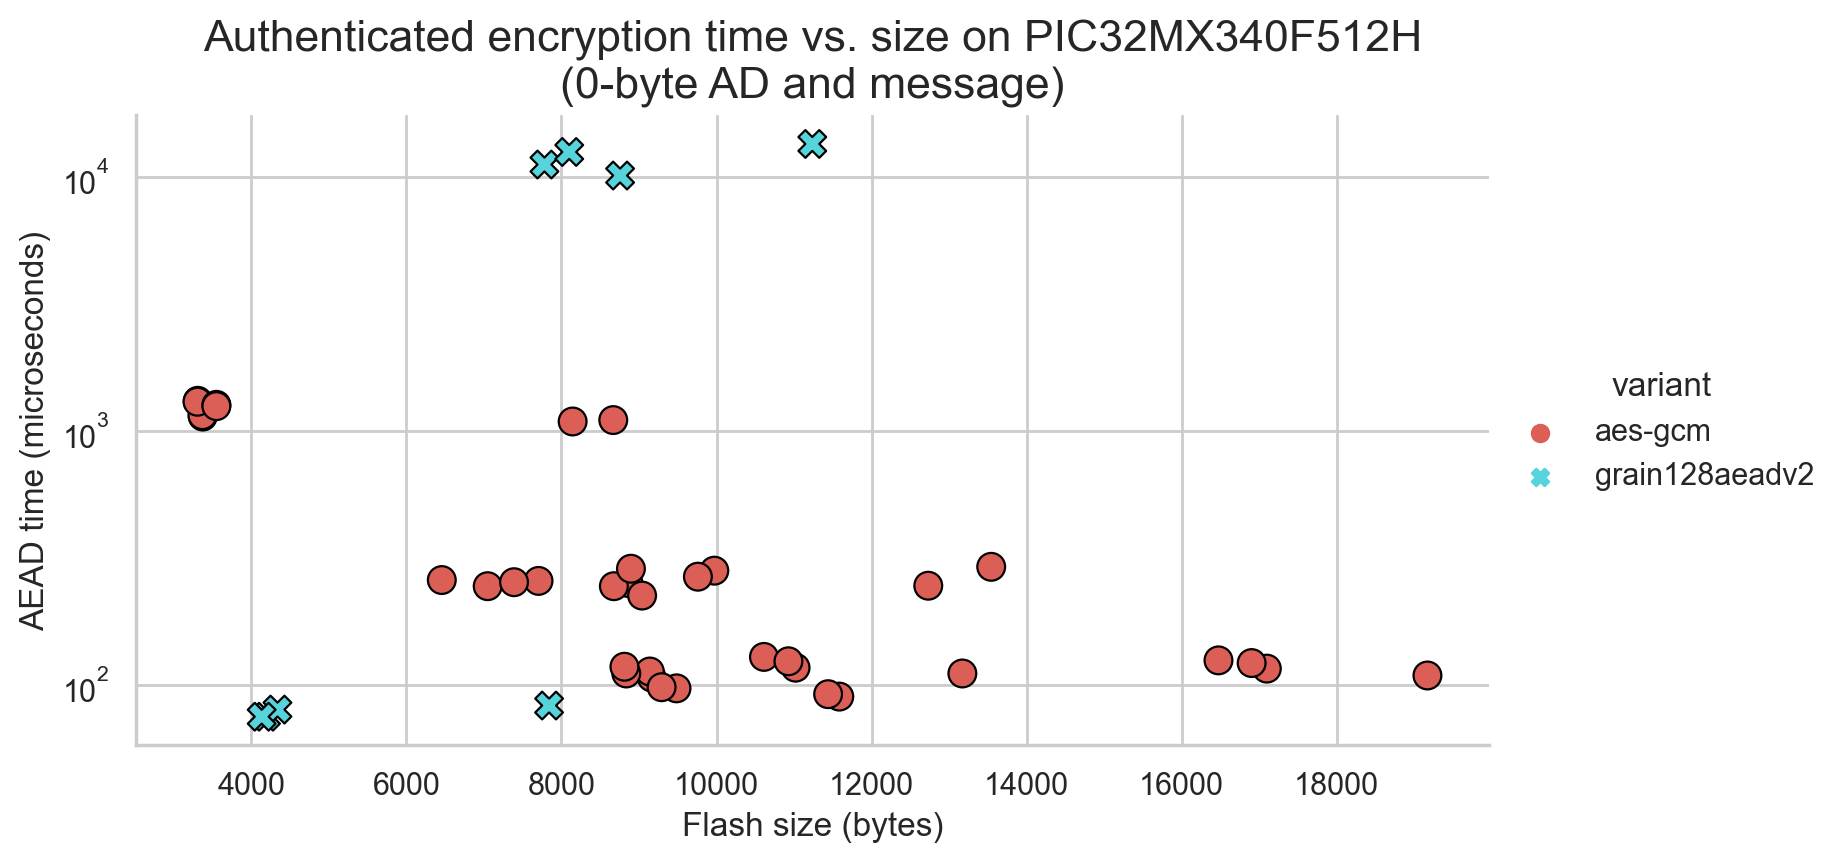 Authenticated encryption time vs. size on PIC32MX340F512H
(0-byte AD and message)
AEAD time (microseconds)
10^4
10^3
10^2
4000 6000 8000 10000 12000 14000 16000 18000
Flash size (bytes)
variant
aes-gcm
grain128aeadv2